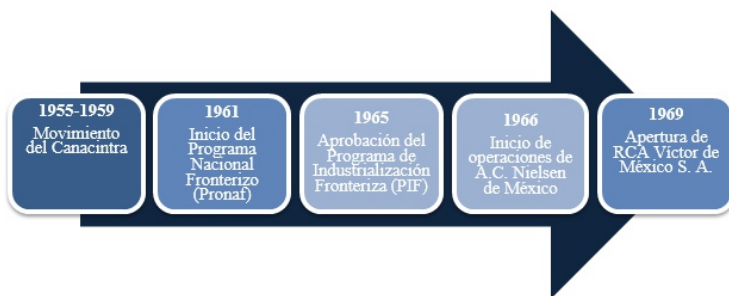 1955-1959
Movimiento
del Canacintra
1961
Inicio del
Programa
Nacional
Fronterizo
(Pronaf)
1965
Aprobación del
Programa de
Industrialización
Fronteriza (PIF)
1966
Inicio de
operaciones de
A.C. Nielsen de
México
1969
Apertura de
RCA Víctor de
México S. A.